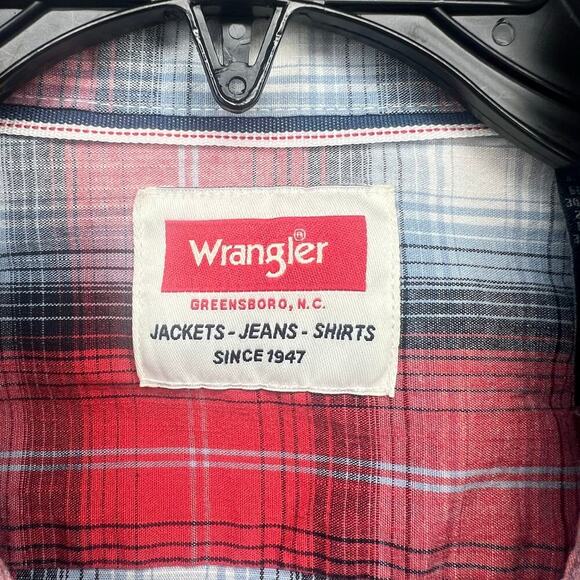 Wrangler®
GREENSBORO, N.C.
JACKETS - JEANS - SHIRTS
SINCE 1947